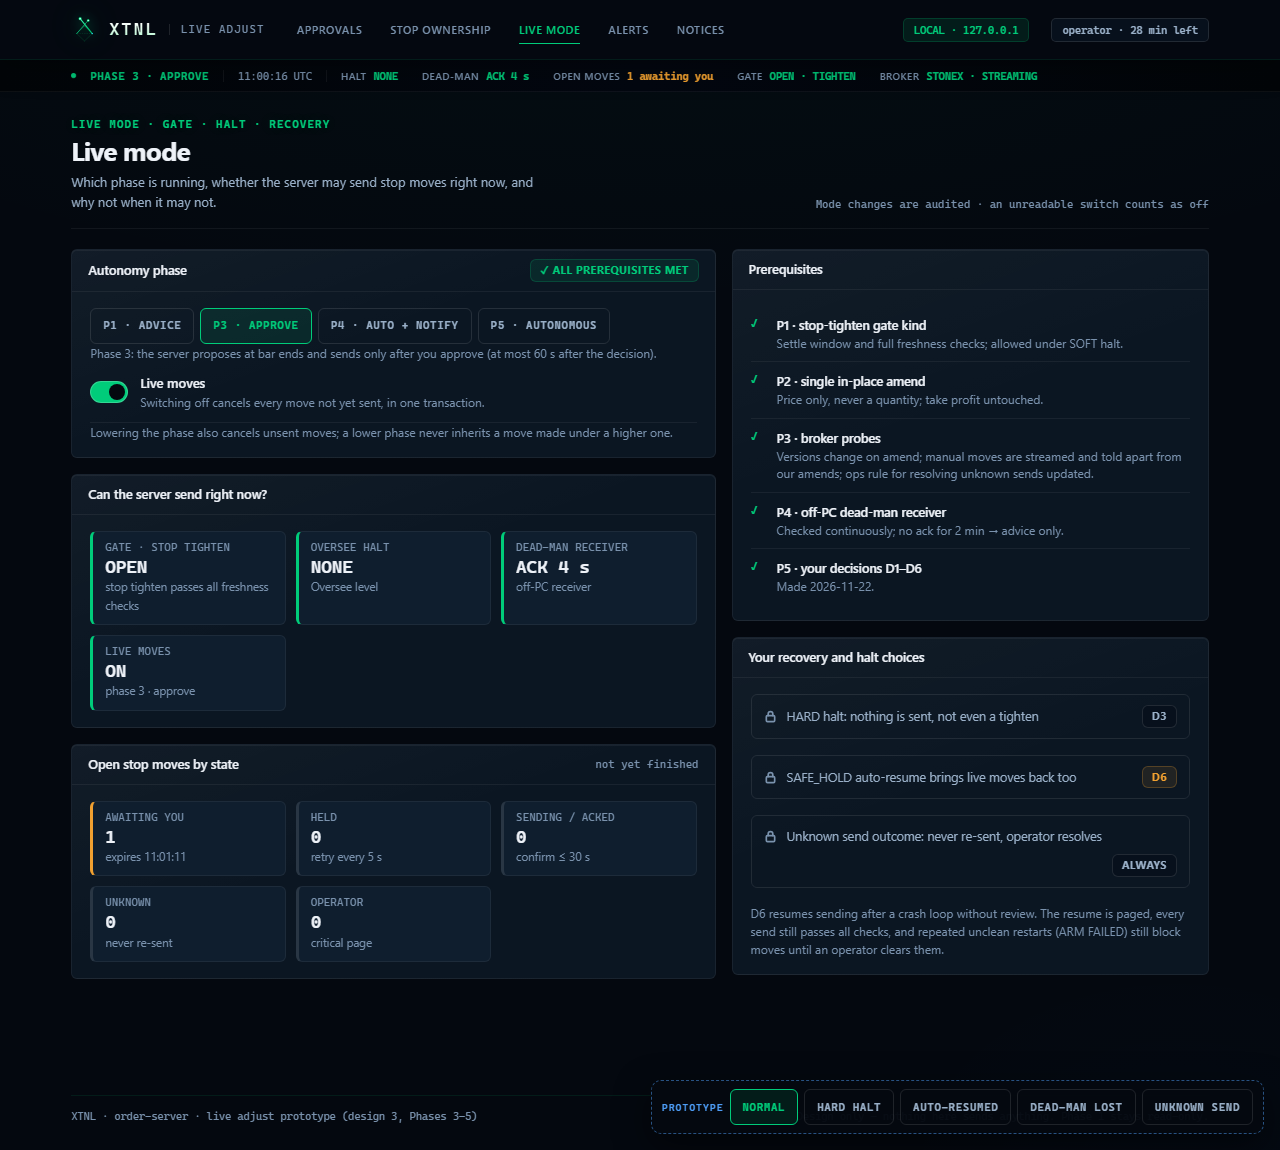 XTNL
LIVE ADJUST
APPROVALS
STOP OWNERSHIP
LIVE MODE
ALERTS
NOTICES
LOCAL · 127.0.0.1
operator · 28 min left
PHASE 3 · APPROVE
11:00:16 UTC
HALT NONE
DEAD-MAN ACK 4 s
OPEN MOVES 1 awaiting you
GATE OPEN · TIGHTEN
BROKER STONEX · STREAMING
LIVE MODE · GATE · HALT · RECOVERY
Live mode
Which phase is running, whether the server may send stop moves right now, and
why not when it may not.
Mode changes are audited · an unreadable switch counts as off
Autonomy phase
✓ ALL PREREQUISITES MET
P1 · ADVICE
P3 · APPROVE
P4 · AUTO + NOTIFY
P5 · AUTONOMOUS
Phase 3: the server proposes at bar ends and sends only after you approve (at most 60 s after the decision).
Live moves
Switching off cancels every move not yet sent, in one transaction.
Lowering the phase also cancels unsent moves; a lower phase never inherits a move made under a higher one.
Can the server send right now?
GATE · STOP TIGHTEN
OPEN
stop tighten passes all freshness
checks
OVERSEE HALT
NONE
Oversee level
DEAD-MAN RECEIVER
ACK 4 s
off-PC receiver
LIVE MOVES
ON
phase 3 · approve
Open stop moves by state
not yet finished
AWAITING YOU
1
expires 11:01:11
HELD
0
retry every 5 s
SENDING / ACKED
0
confirm ≤ 30 s
UNKNOWN
0
never re-sent
OPERATOR
0
critical page
Prerequisites
✓ P1 · stop-tighten gate kind
Settle window and full freshness checks; allowed under SOFT halt.
✓ P2 · single in-place amend
Price only, never a quantity; take profit untouched.
✓ P3 · broker probes
Versions change on amend; manual moves are streamed and told apart from
our amends; ops rule for resolving unknown sends updated.
✓ P4 · off-PC dead-man receiver
Checked continuously; no ack for 2 min → advice only.
✓ P5 · your decisions D1–D6
Made 2026-11-22.
Your recovery and halt choices
HARD halt: nothing is sent, not even a tighten
D3
SAFE_HOLD auto-resume brings live moves back too
D6
Unknown send outcome: never re-sent, operator resolves
ALWAYS
D6 resumes sending after a crash loop without review. The resume is paged, every
send still passes all checks, and repeated unclean restarts (ARM FAILED) still block
moves until an operator clears them.
XTNL · order-server · live adjust prototype (design 3, Phases 3–5)
PROTOTYPE
NORMAL
HARD HALT
AUTO-RESUMED
DEAD-MAN LOST
UNKNOWN SEND